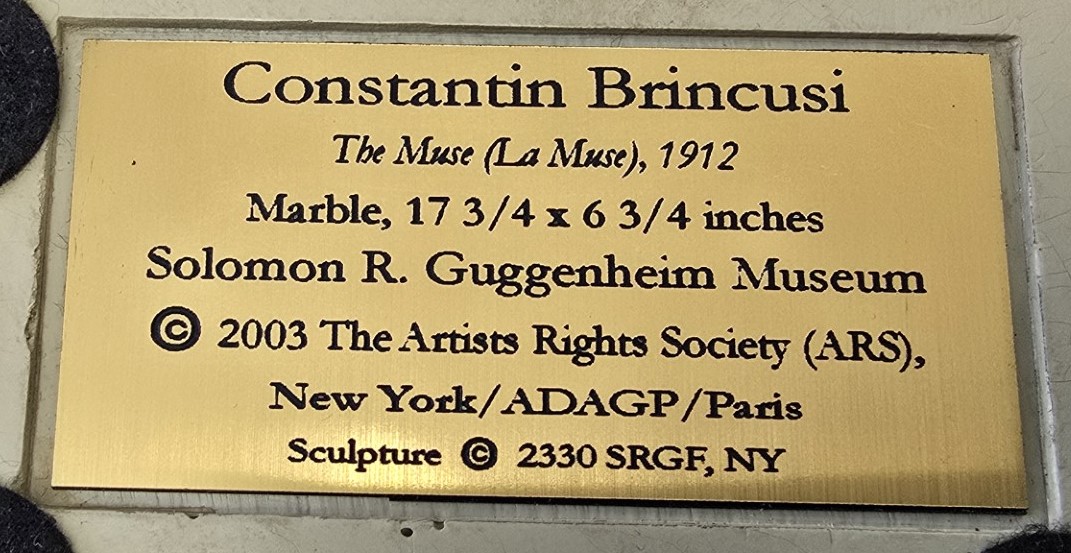 Constantin Brincusi
The Muse (La Muse), 1912
Marble, 17 3/4 x 6 3/4 inches
Solomon R. Guggenheim Museum
© 2003 The Artists Rights Society (ARS),
New York/ADAGP/Paris
Sculpture © 2330 SRGF, NY